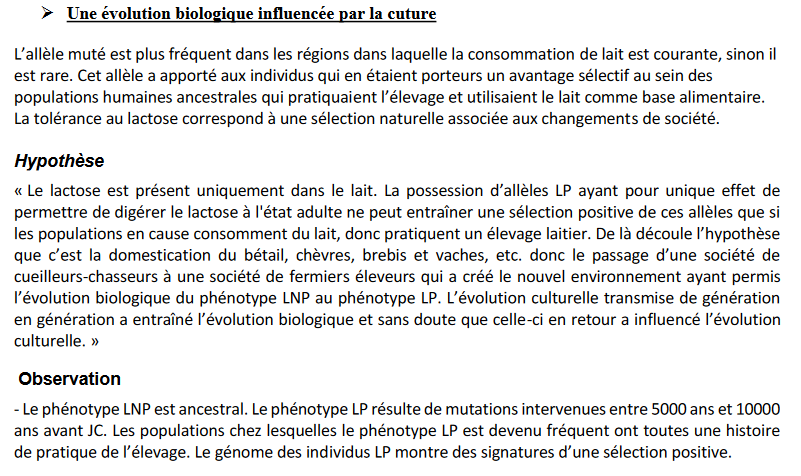 ➢ Une évolution biologique influencée par la cuture
L'allèle muté est plus fréquent dans les régions dans laquelle la consommation de lait est courante, sinon il
est rare. Cet allèle a apporté aux individus qui en étaient porteurs un avantage sélectif au sein des
populations humaines ancestrales qui pratiquaient l'élevage et utilisaient le lait comme base alimentaire.
La tolérance au lactose correspond à une sélection naturelle associée aux changements de société.
Hypothèse
« Le lactose est présent uniquement dans le lait. La possession d'allèles LP ayant pour unique effet de
permettre de digérer le lactose à l'état adulte ne peut entraîner une sélection positive de ces allèles que si
les populations en cause consomment du lait, donc pratiquent un élevage laitier. De là découle l'hypothèse
que c'est la domestication du bétail, chèvres, brebis et vaches, etc. donc le passage d'une société de
cueilleurs-chasseurs à une société de fermiers éleveurs qui a créé le nouvel environnement ayant permis
l'évolution biologique du phénotype LNP au phénotype LP. L'évolution culturelle transmise de génération
en génération a entraîné l'évolution biologique et sans doute que celle-ci en retour a influencé l'évolution
culturelle. »
Observation
- Le phénotype LNP est ancestral. Le phénotype LP résulte de mutations intervenues entre 5000 ans et 10000
ans avant JC. Les populations chez lesquelles le phénotype LP est devenu fréquent ont toutes une histoire
de pratique de l'élevage. Le génome des individus LP montre des signatures d'une sélection positive.